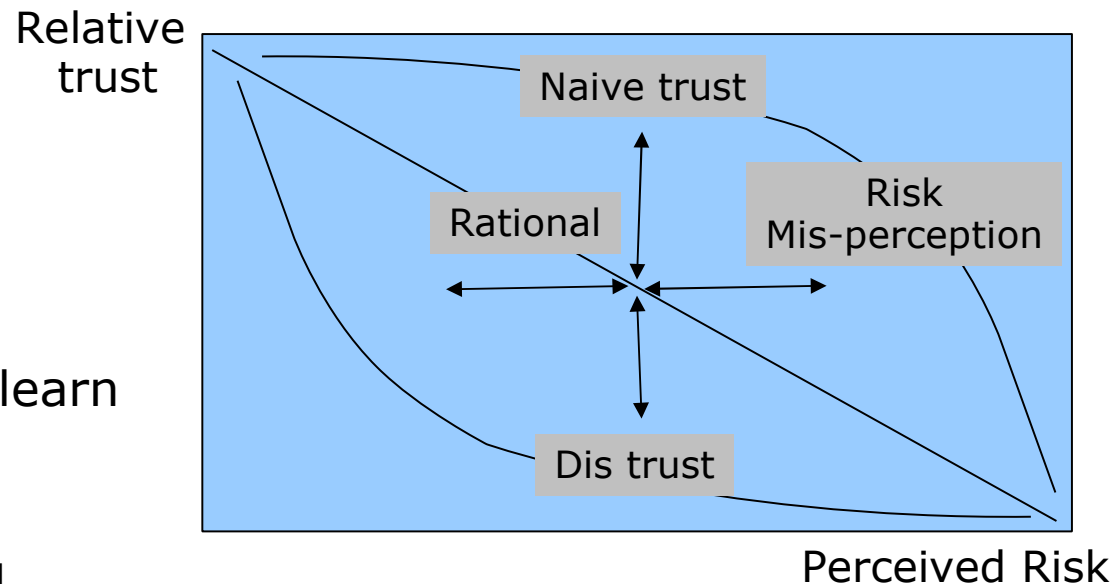 Relative
trust
Naive trust
Risk
Mis-perception
Rational
learn
Dis trust
Perceived Risk